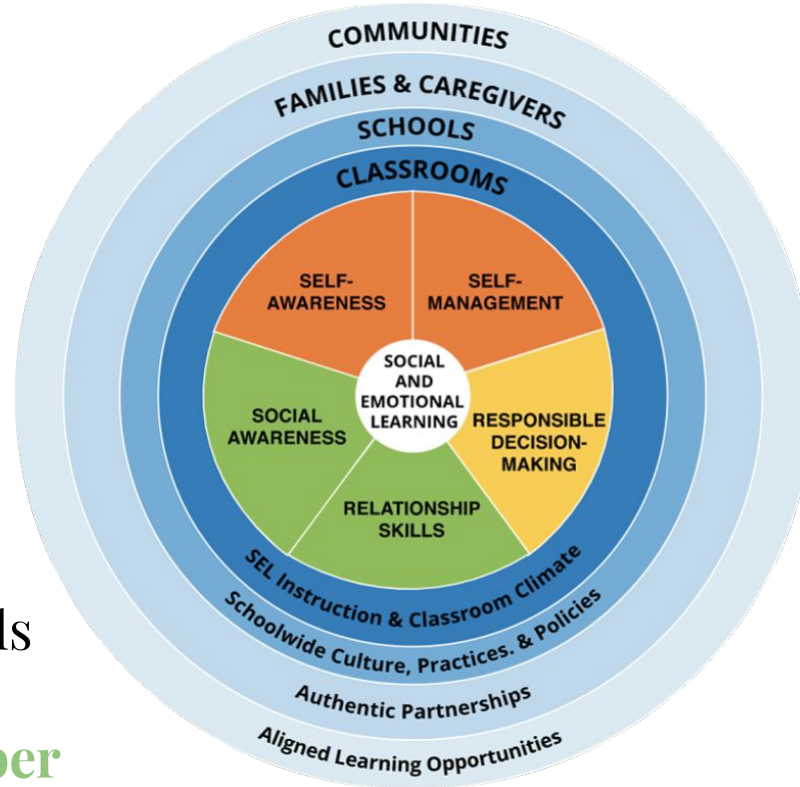 COMMUNITIES
FAMILIES & CAREGIVERS
SCHOOLS
CLASSROOMS
SELF-
AWARENESS
SELF-
MANAGEMENT
SOCIAL
AND
EMOTIONAL
LEARNING
SOCIAL
AWARENESS
RESPONSIBLE
DECISION-
MAKING
RELATIONSHIP
SKILLS
SEL Instruction & Classroom Climate
Schoolwide Culture, Practices. & Policies
Authentic Partnerships
Aligned Learning Opportunities